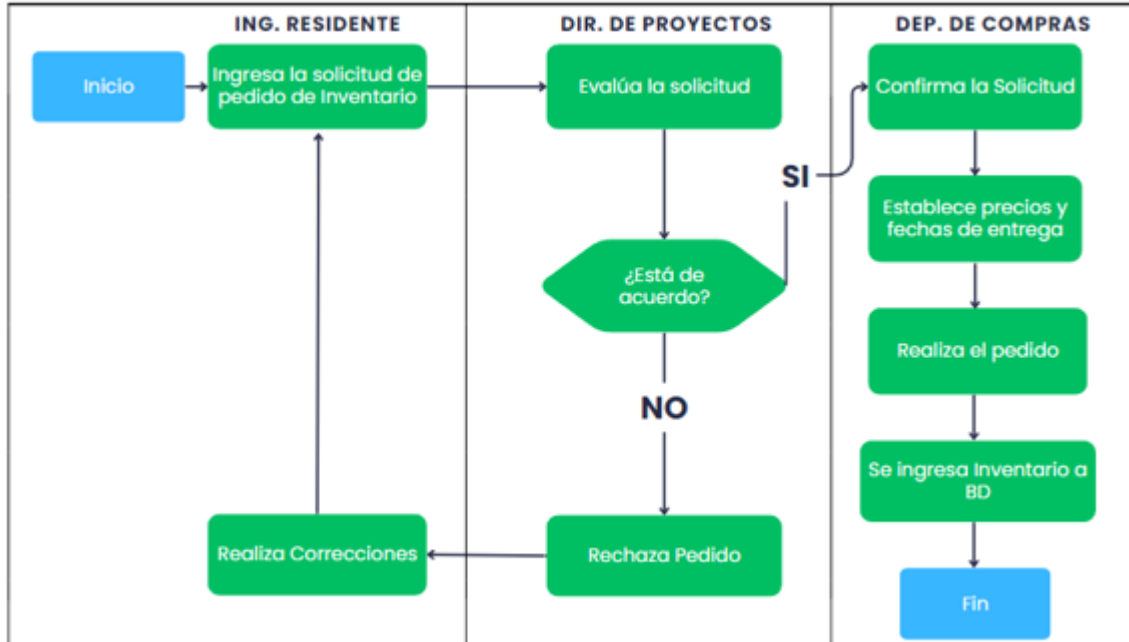 ING. RESIDENTE
DIR. DE PROYECTOS
DEP. DE COMPRAS
Inicio
Ingresa la solicitud de
pedido de Inventario
Evalúa la solicitud
Confirma la Solicitud
SI
Establece precios y
fechas de entrega
¿Está de
acuerdo?
Realiza el pedido
NO
Se ingresa Inventario a
BD
Realiza Correcciones
Rechaza Pedido
Fin